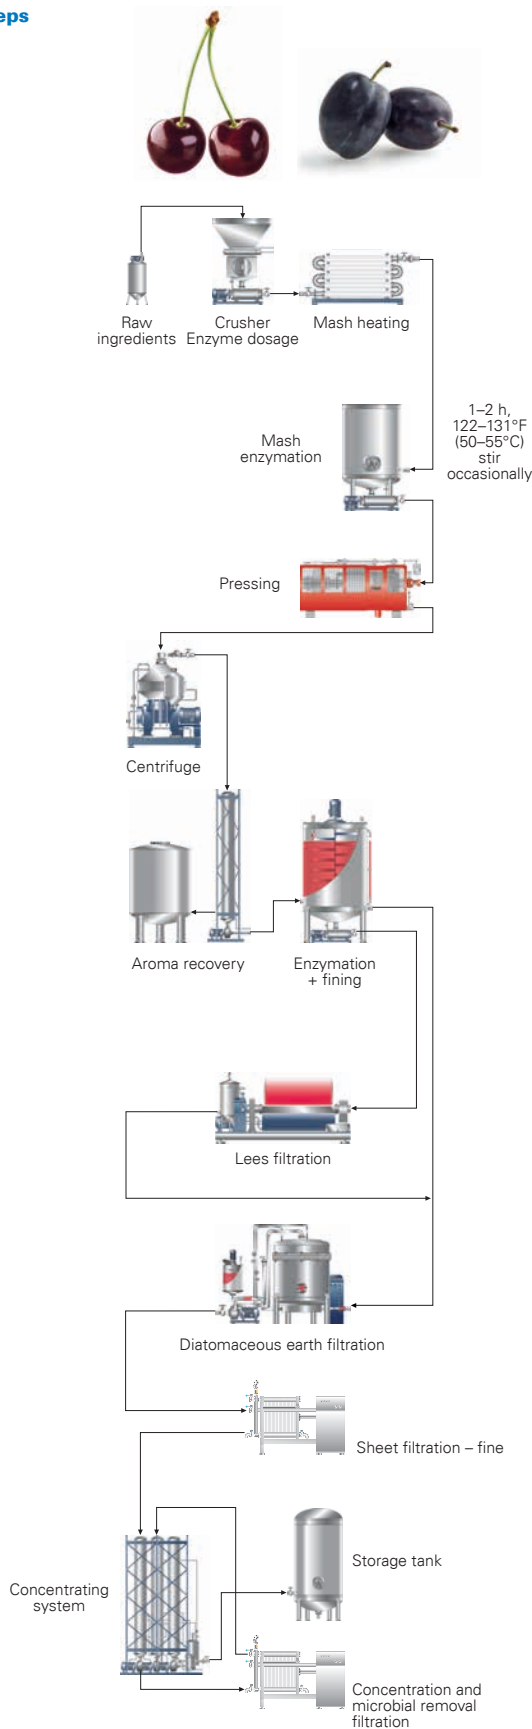 eps
Raw
ingredients
Crusher
Enzyme dosage
Mash heating
Mash
enzymation
1–2 h,
122–131°F
(50–55°C)
stir
occasionally
Pressing
Centrifuge
Aroma recovery
Enzymation
+ fining
Lees filtration
Diatomaceous earth filtration
Sheet filtration – fine
Storage tank
Concentrating
system
Concentration and
microbial removal
filtration